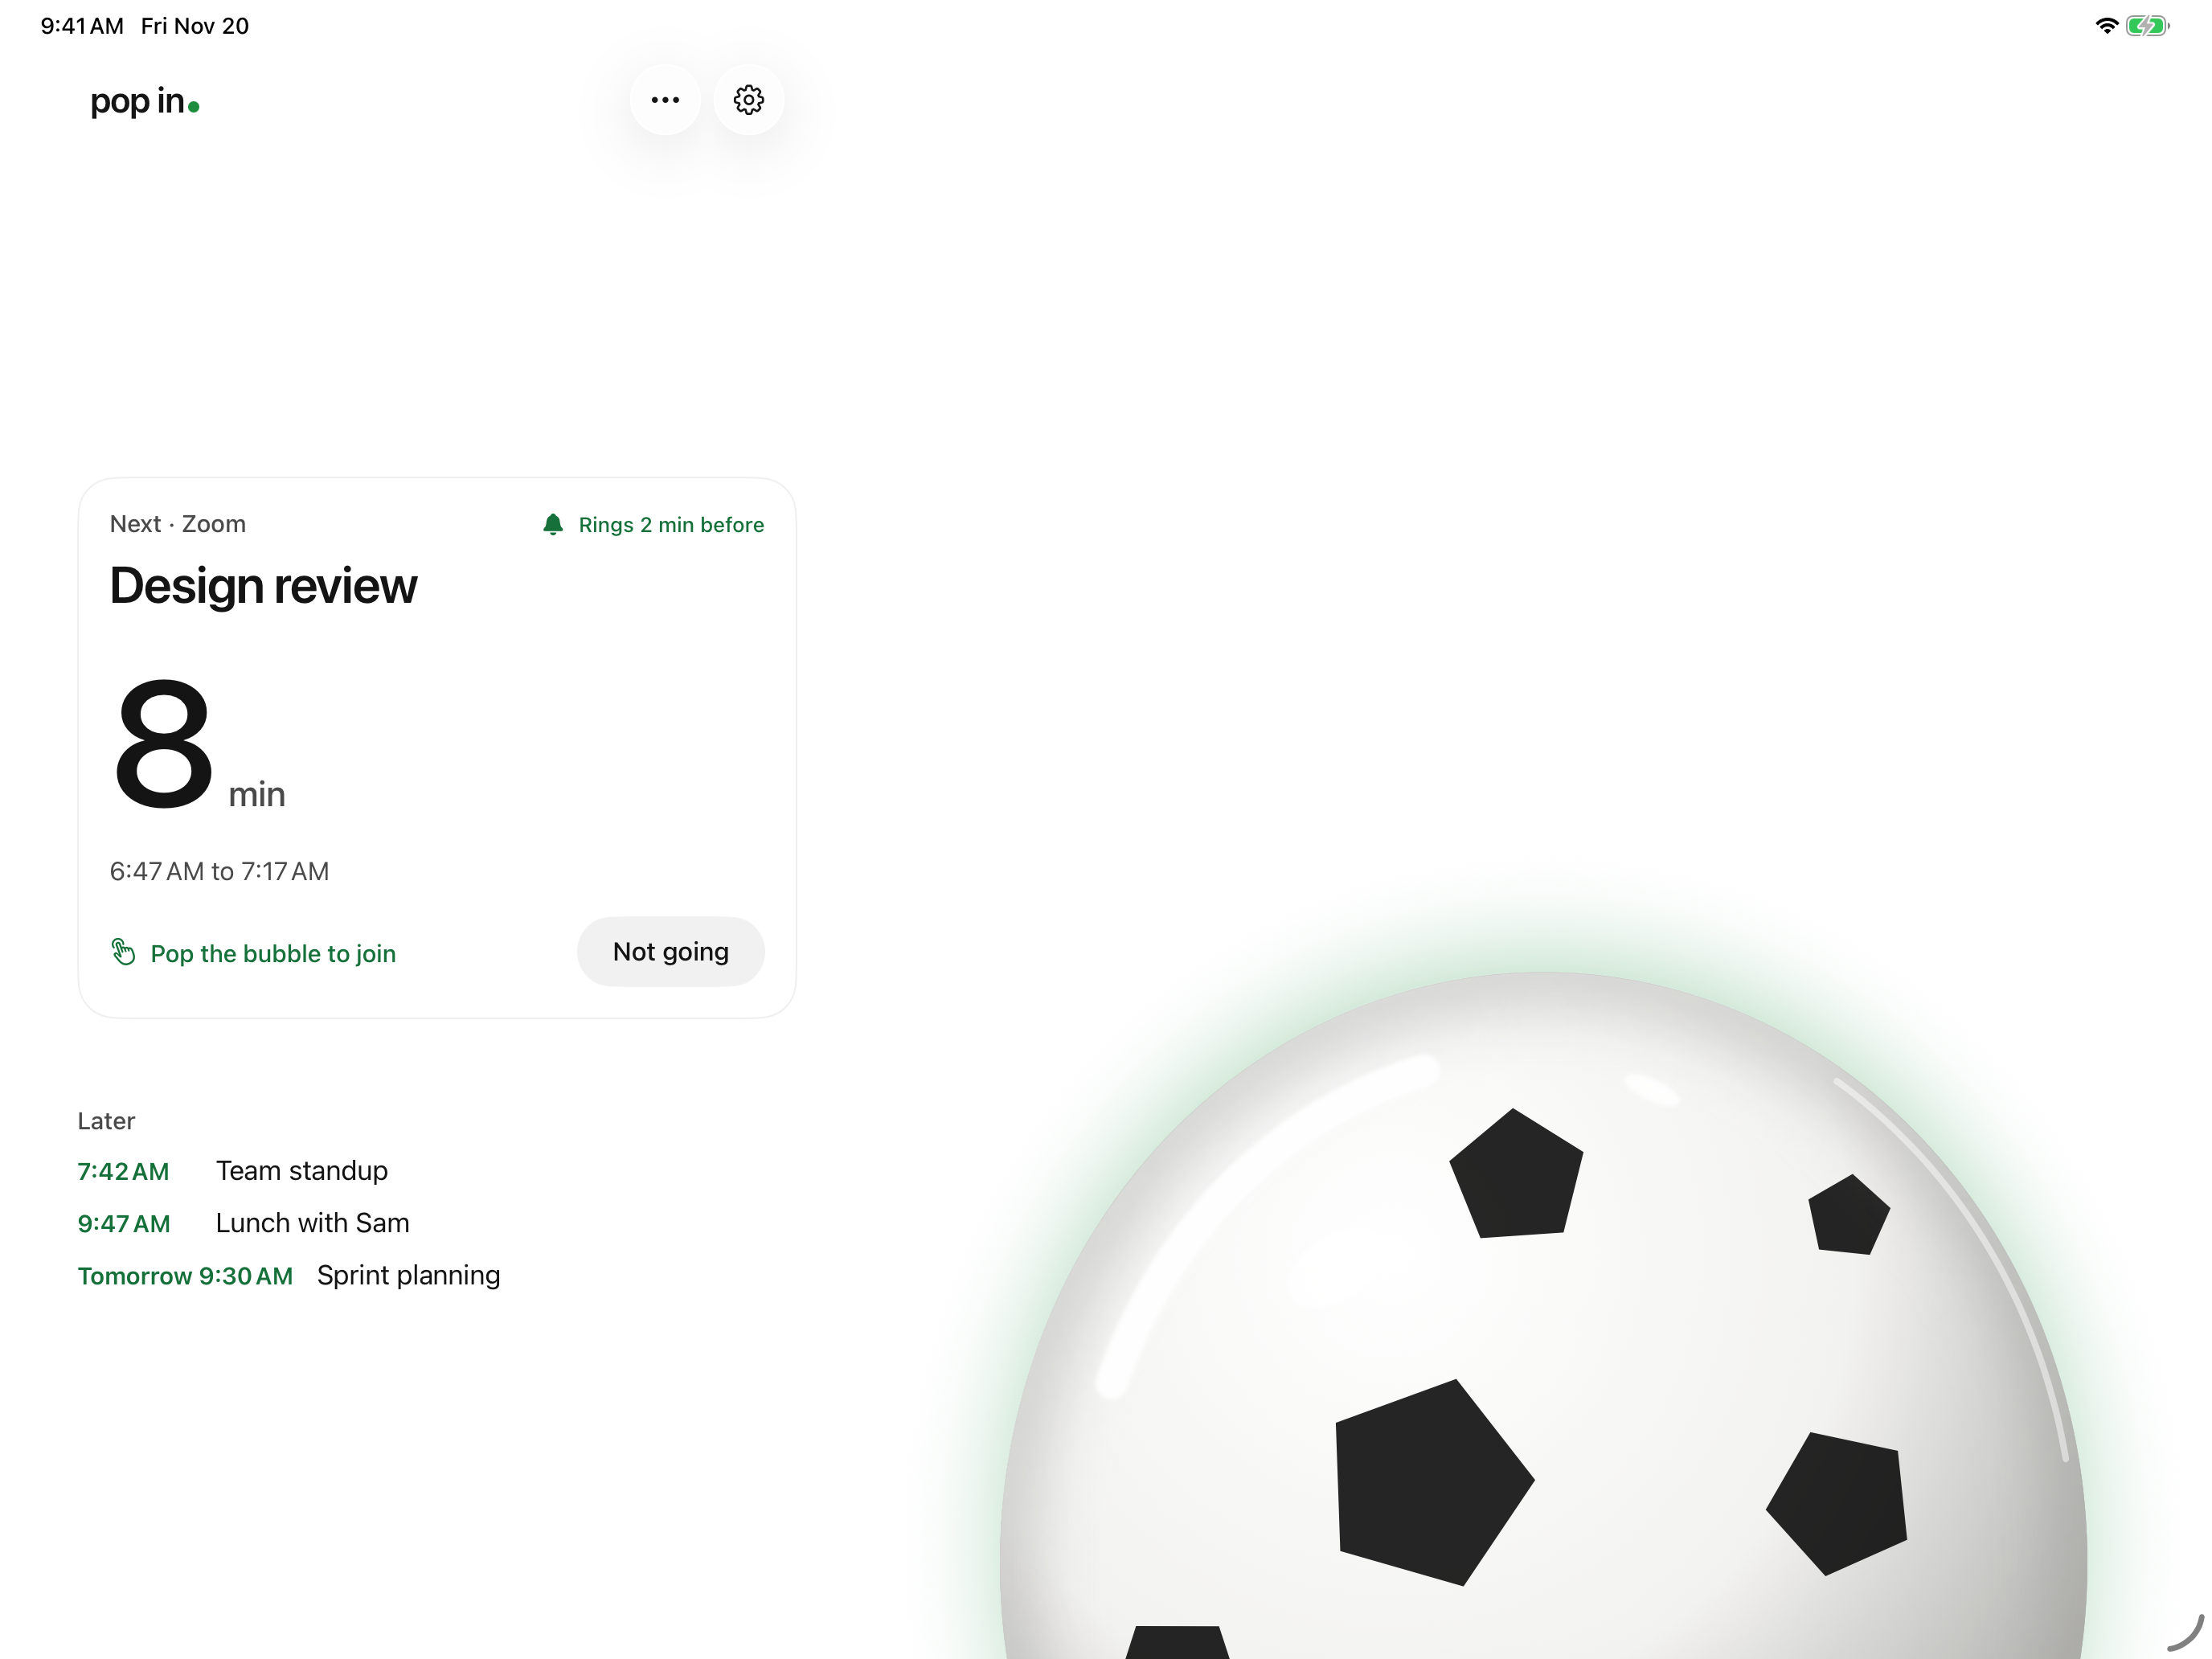 9:41 AM Fri Nov 20
pop in.
Next · Zoom
Rings 2 min before
Design review
8 min
6:47 AM to 7:17 AM
Pop the bubble to join
Not going
Later
7:42 AM Team standup
9:47 AM Lunch with Sam
Tomorrow 9:30 AM Sprint planning